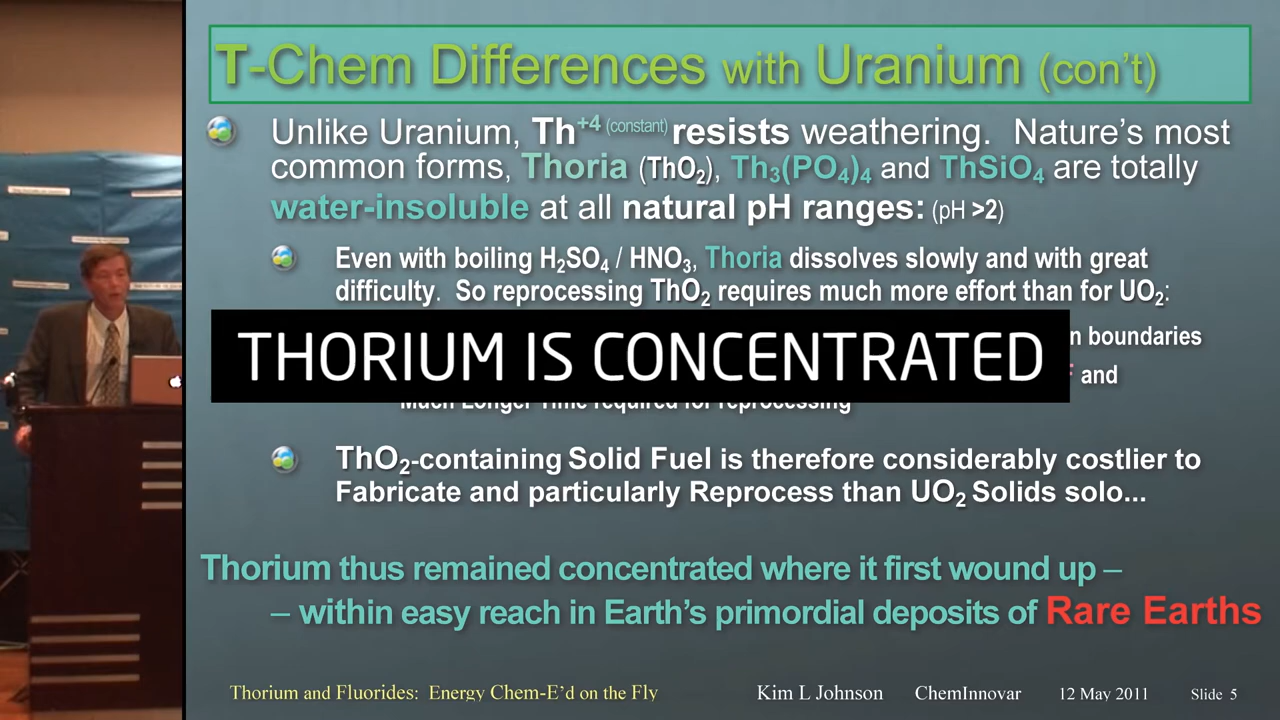 T-Chem Differences with Uranium (con't)
Unlike Uranium, Th+4 (constant) resists weathering. Nature's most
common forms, Thoria (ThO2), Th3(PO4)4 and ThSiO4 are totally
water-insoluble at all natural pH ranges: (pH >2)
Even with boiling H2SO4 / HNO3, Thoria dissolves slowly and with great
difficulty. So reprocessing ThO2 requires much more effort than for UO2:
boundaries
THORIUM IS CONCENTRATED
and
Much Longer Time required for reprocessing
ThO2-containing Solid Fuel is therefore considerably costlier to
Fabricate and particularly Reprocess than UO2 Solids solo...
Thorium thus remained concentrated where it first wound up –
– within easy reach in Earth's primordial deposits of Rare Earths
Thorium and Fluorides: Energy Chem-E'd on the Fly Kim L Johnson ChemInnovar 12 May 2011 Slide 5